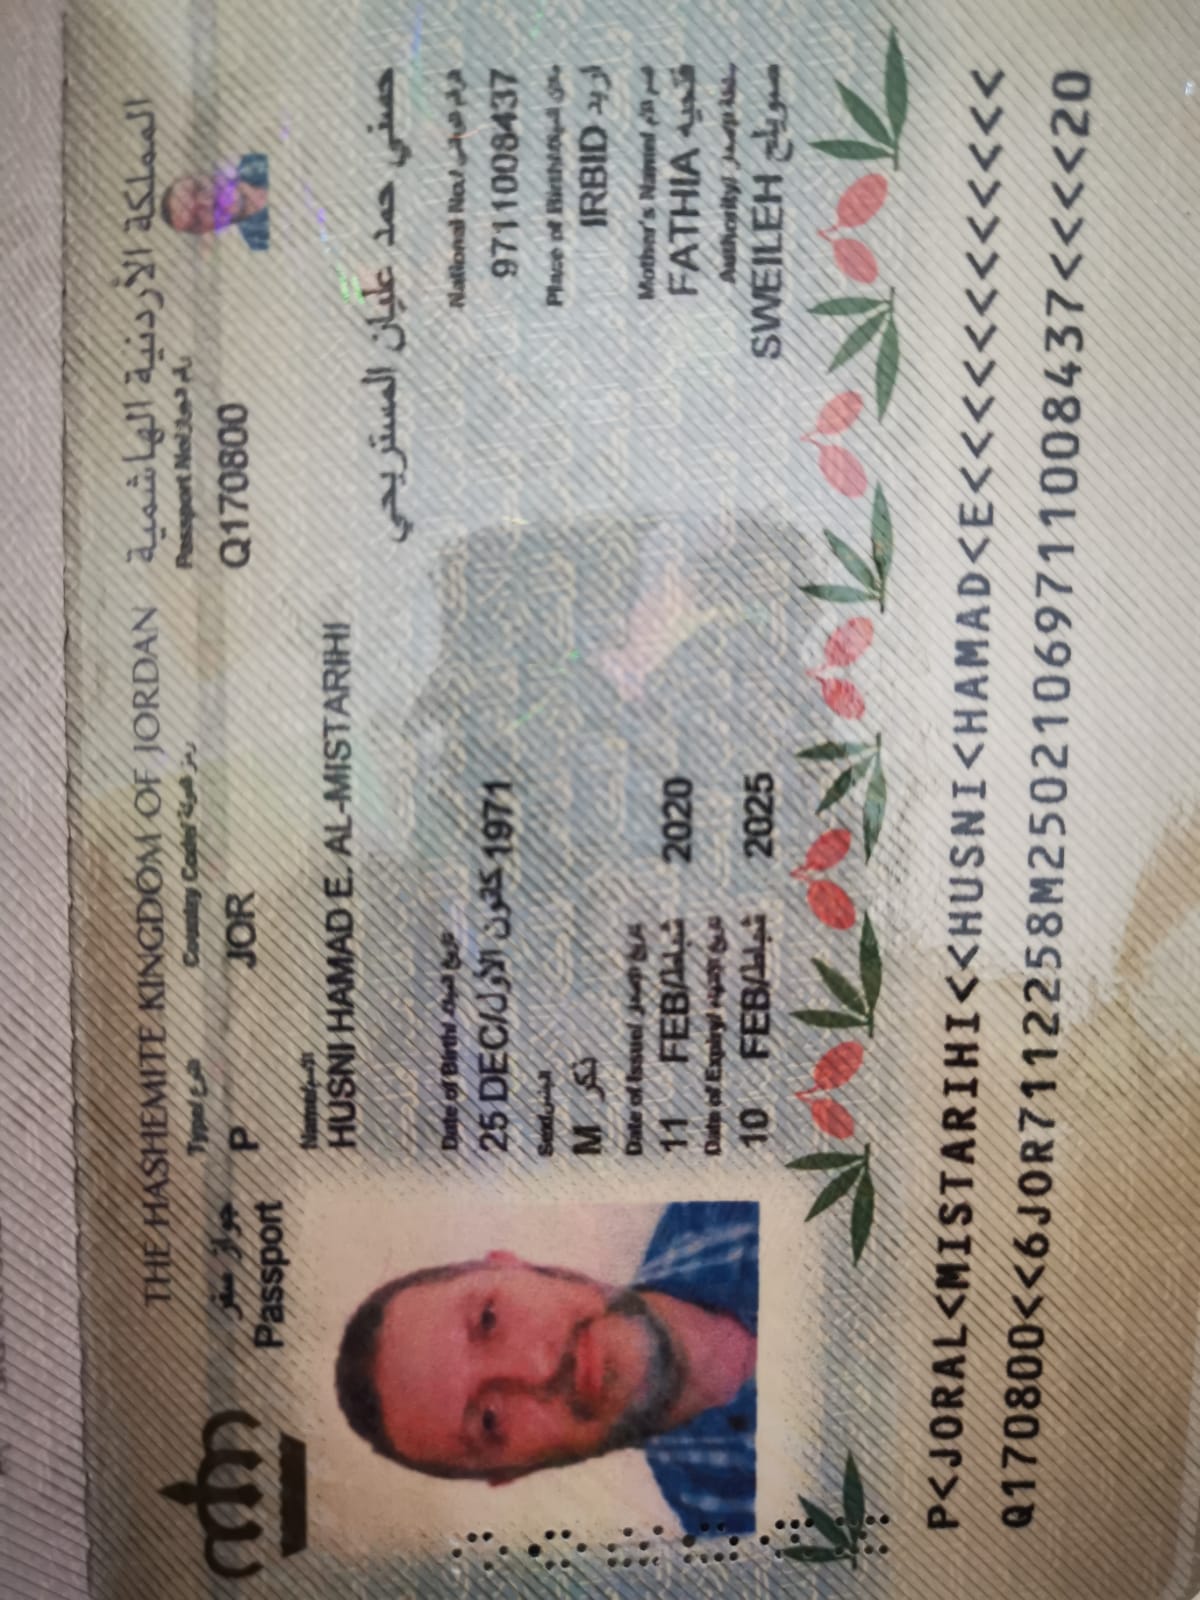 THE HASHEMITE KINGDOM OF JORDAN المملكة الأردنية الهاشمية
جواز سفر
Passport
Type/النوع
P
Country Code/رمز الدولة
JOR
Passport No/رقم الجواز
Q170800
Name/الاسم
HUSNI HAMAD E. AL-MISTARIHI
حسني حمد عليان المستريحي
Date of Birth/ تاريخ الميلاد
25 DEC/كانون الأول 1971
National No./ الرقم الوطني
9711008437
Sex/الجنس
M ذكر
Place of Birth/مكان الميلاد
IRBID اربد
Date of Issue/ تاريخ الإصدار
11 FEB/شباط 2020
Mother's Name/ اسم الأم
FATHIA فتحيه
Date of Expiry/ تاريخ الإنتهاء
10 FEB/شباط 2025
Authority/ سلطة الإصدار
SWEILEH صويلح
P<JORAL<MISTARIHI<<HUSNI<HAMAD<E<<<<<<<<<<<<
Q170800<<6JOR7112258M25021069711008437<<<<20